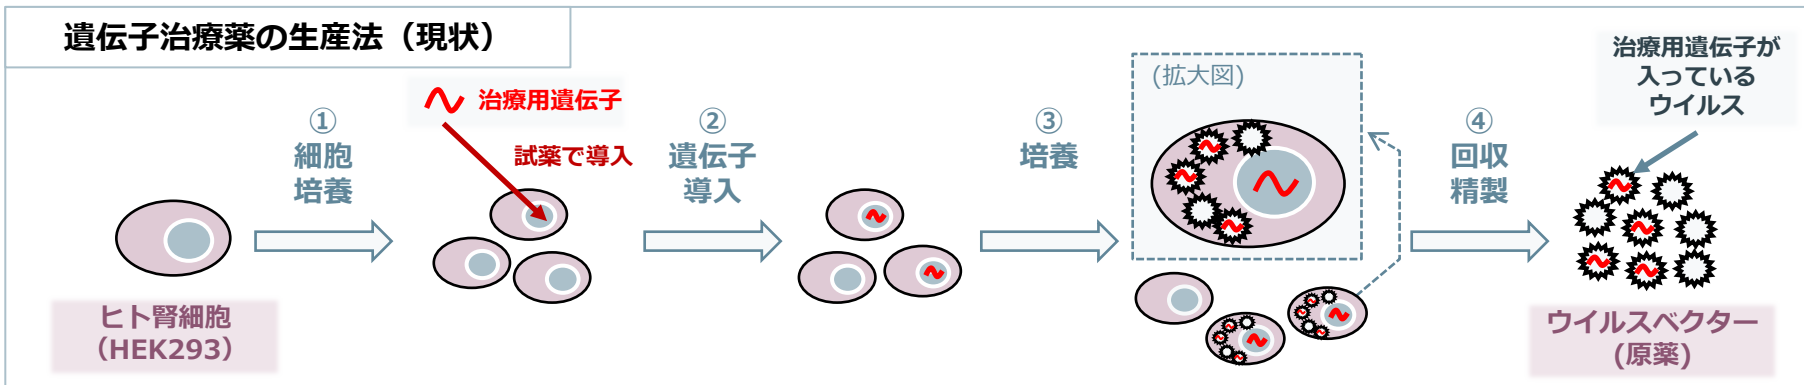 遺伝子治療薬の生産法（現状）
ヒト腎細胞
（HEK293）
①
細胞
培養
治療用遺伝子
試薬で導入
②
遺伝子
導入
③
培養
(拡大図)
④
回収
精製
治療用遺伝子が
入っている
ウイルス
ウイルスベクター
(原薬)